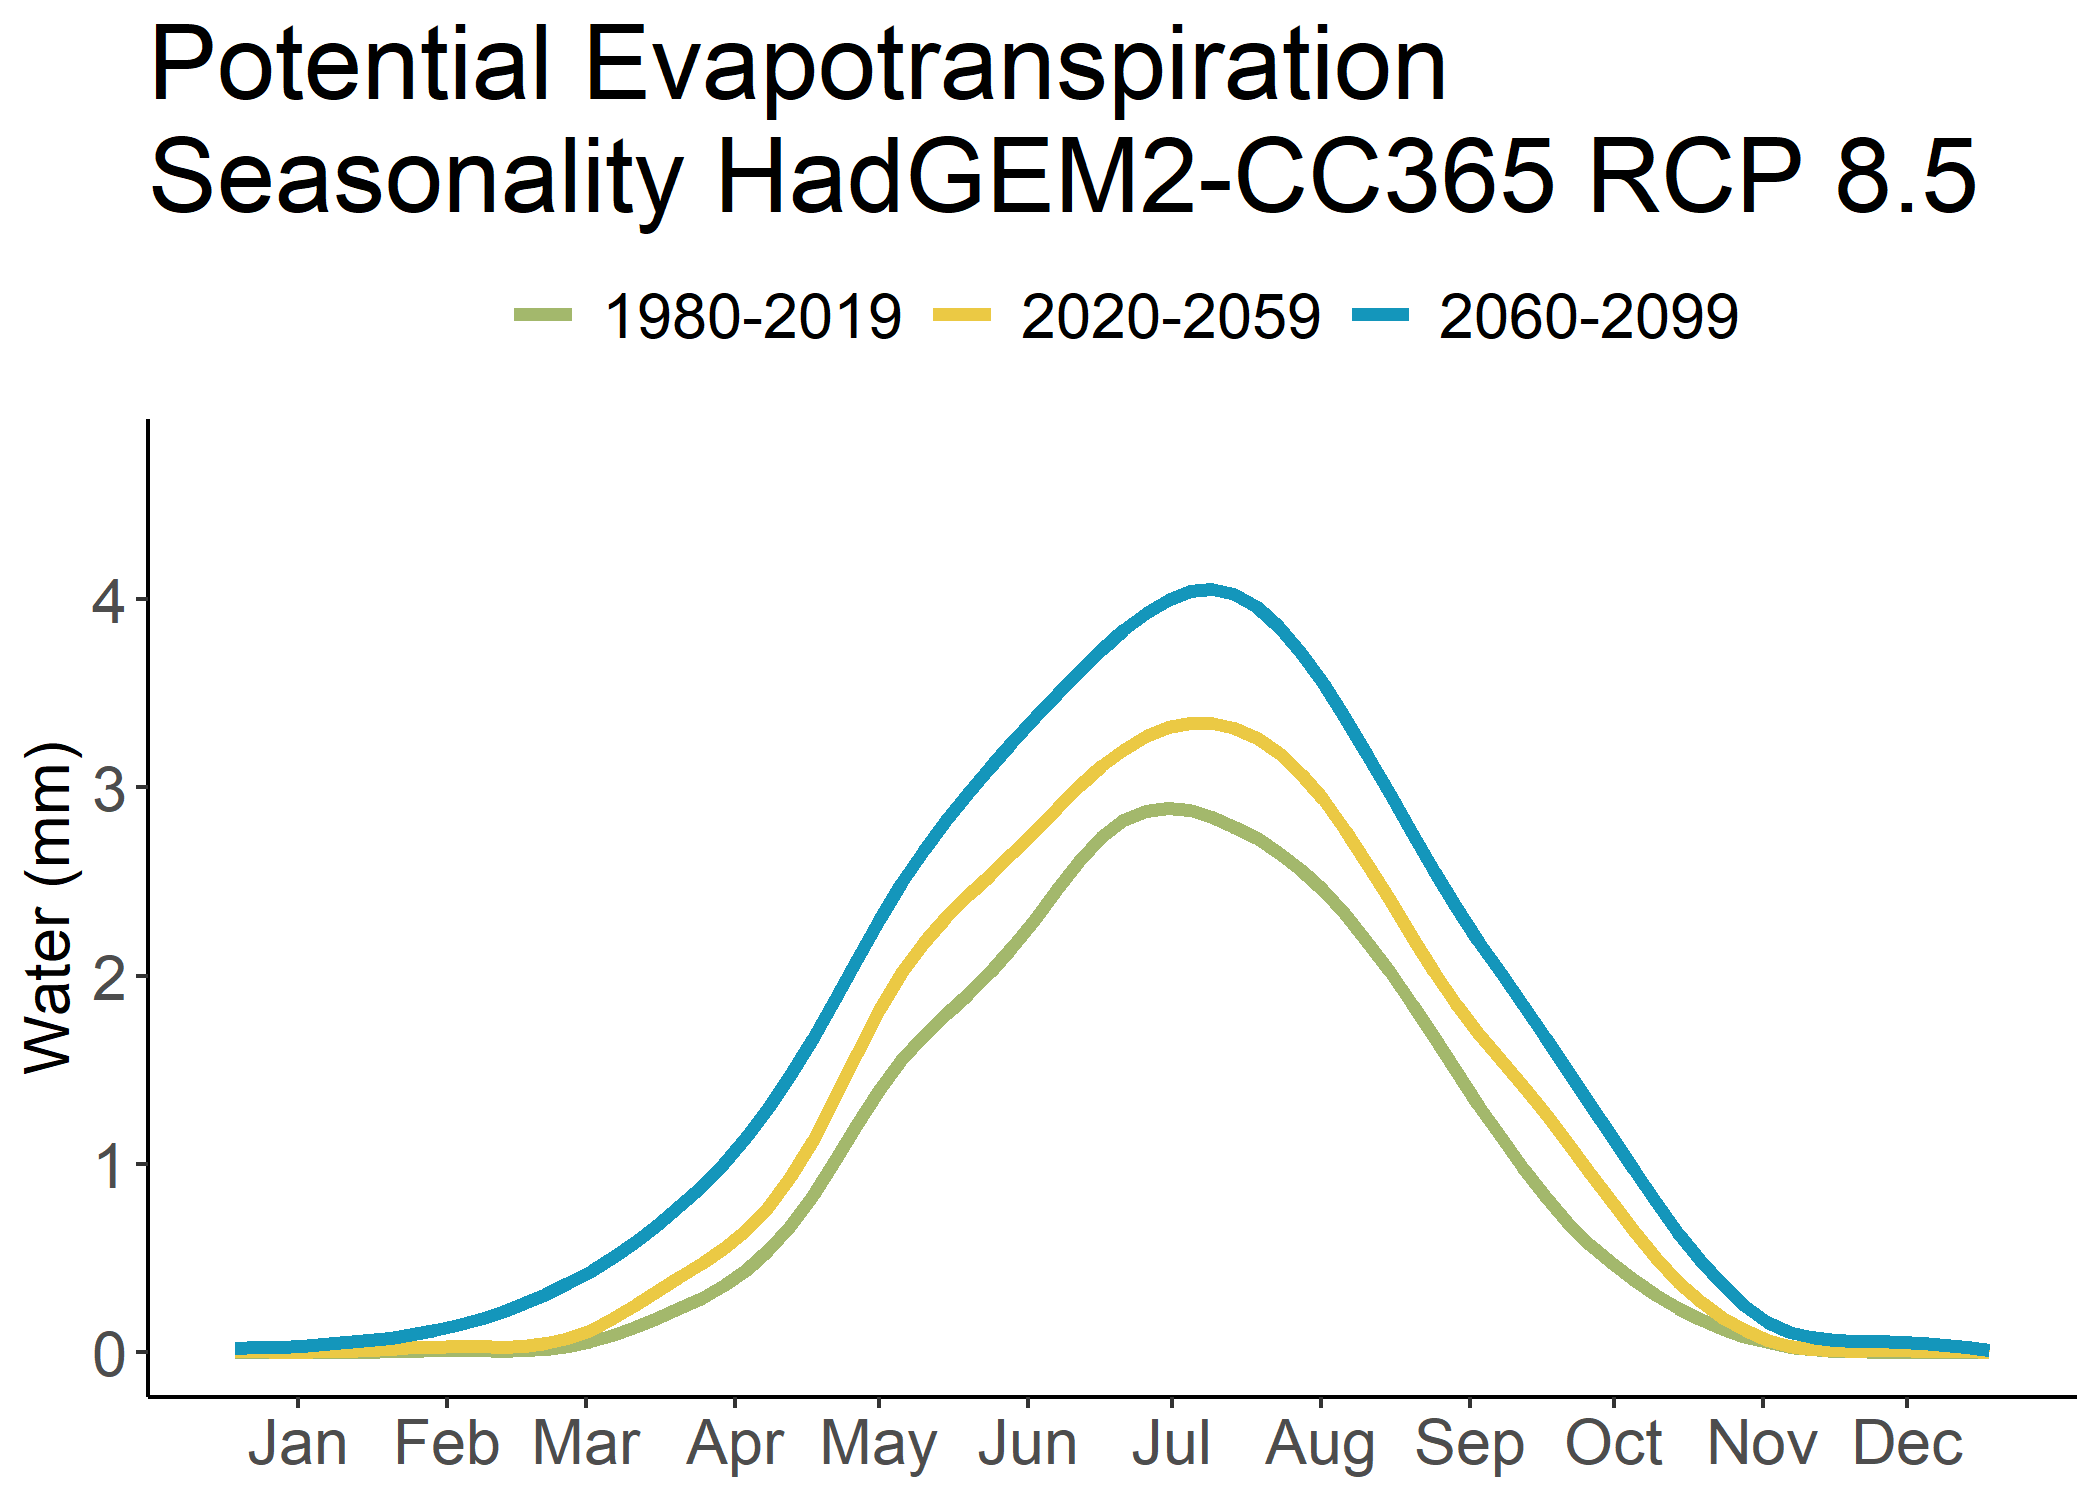 Potential Evapotranspiration
Seasonality HadGEM2-CC365 RCP 8.5
1980-2019 2020-2059 2060-2099
Water (mm)
4
3
2
1
0
Jan Feb Mar Apr May Jun Jul Aug Sep Oct Nov Dec